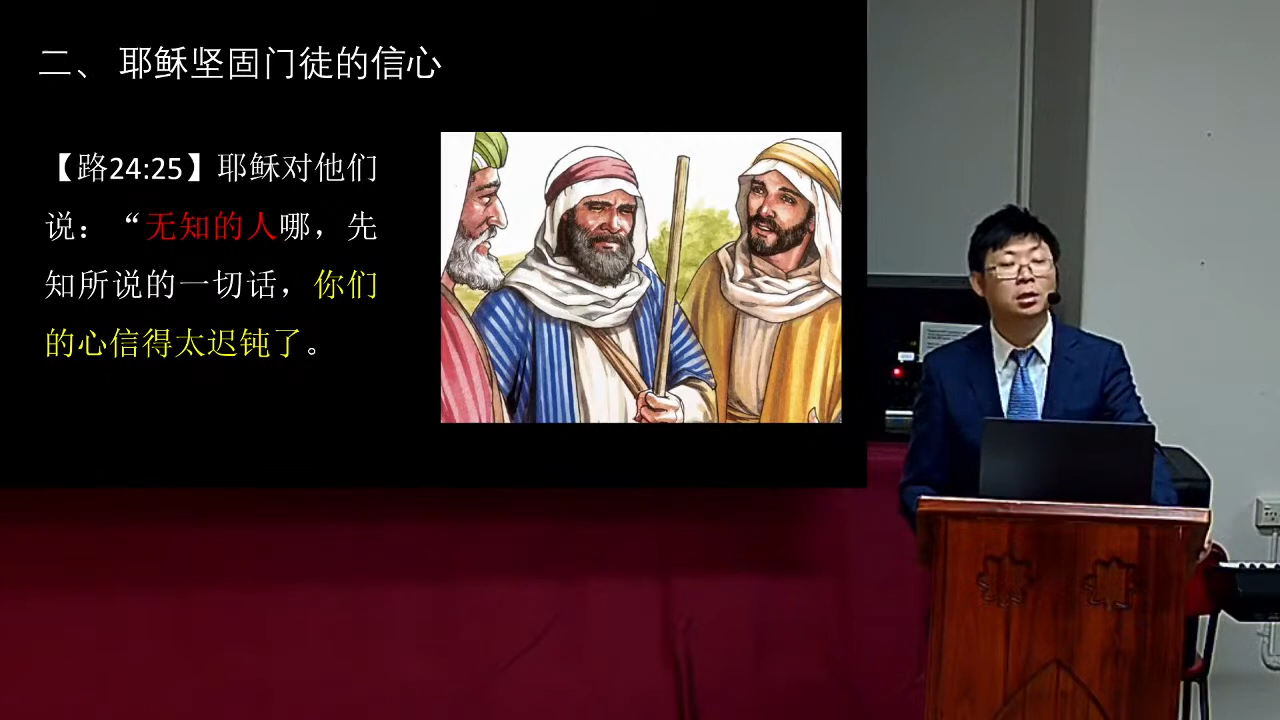 二、 耶稣坚固门徒的信心
【路24:25】耶稣对他们
说：“无知的人哪，先
知所说的一切话，你们
的心信得太迟钝了。